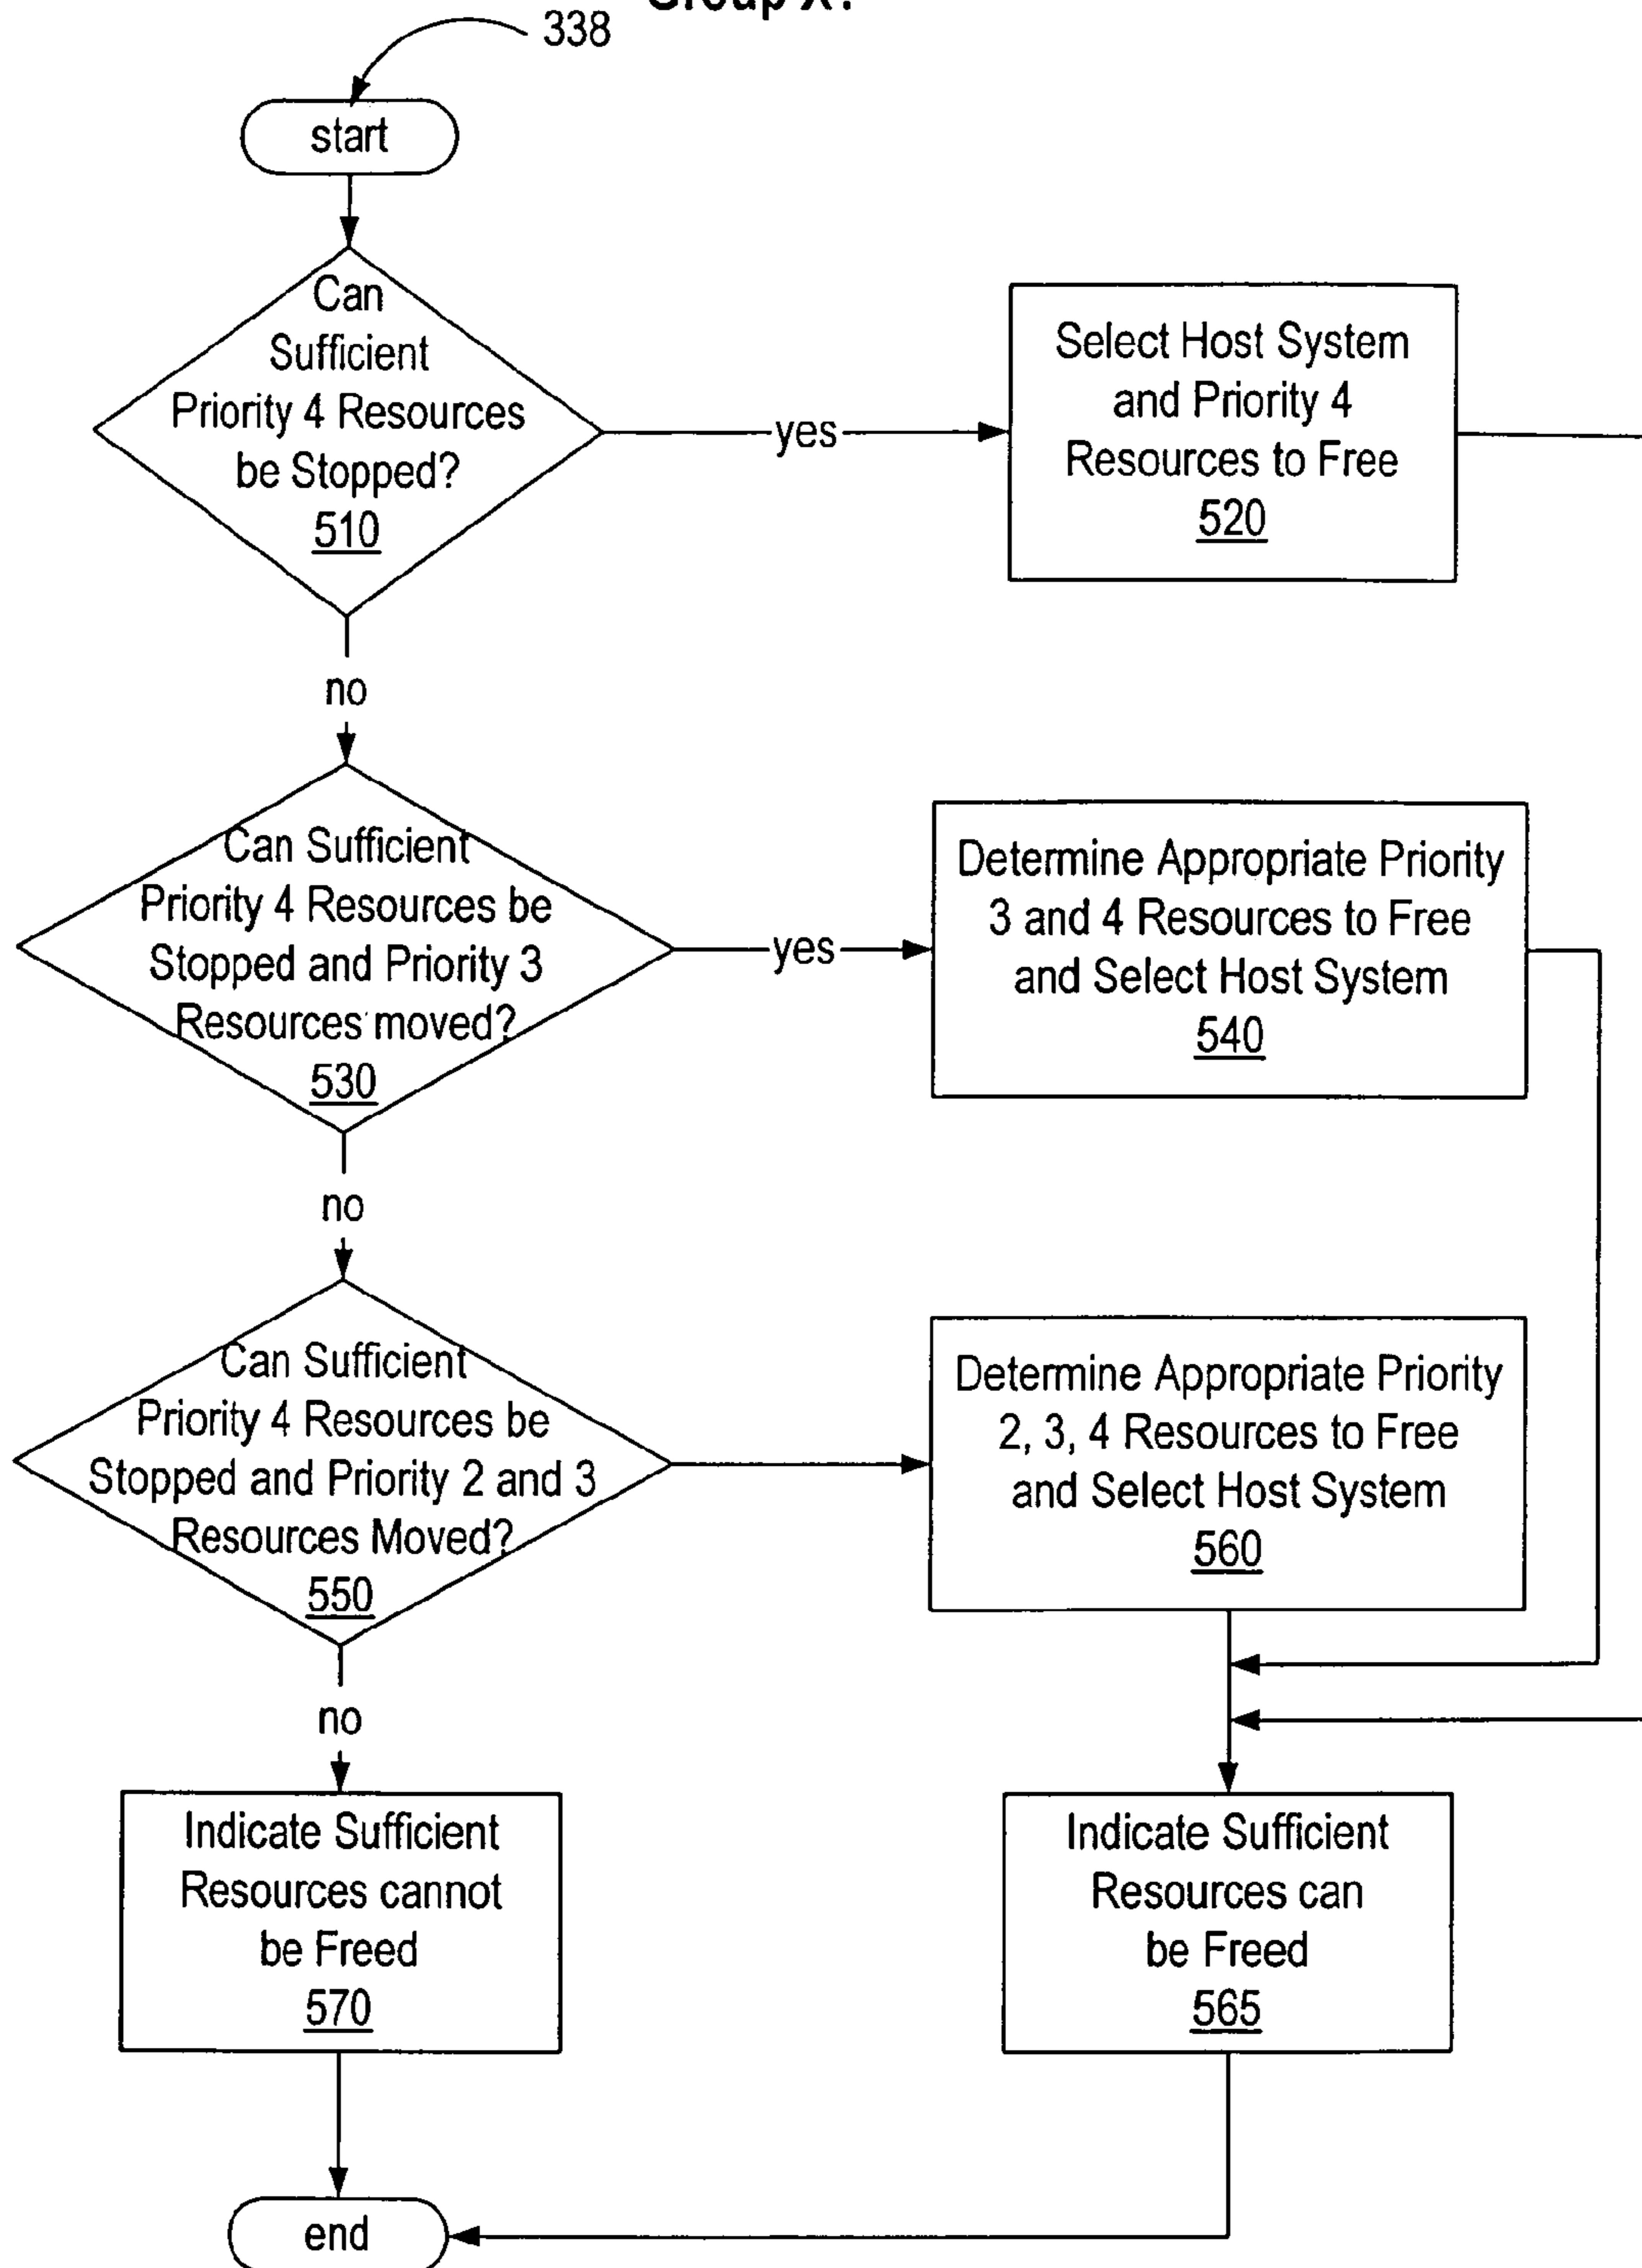 Group X?
338
start
Can
Sufficient
Priority 4 Resources
be Stopped?
510
yes
Select Host System
and Priority 4
Resources to Free
520
no
Can Sufficient
Priority 4 Resources be
Stopped and Priority 3
Resources moved?
530
yes
Determine Appropriate Priority
3 and 4 Resources to Free
and Select Host System
540
no
Can Sufficient
Priority 4 Resources be
Stopped and Priority 2 and 3
Resources Moved?
550
Determine Appropriate Priority
2, 3, 4 Resources to Free
and Select Host System
560
no
Indicate Sufficient
Resources cannot
be Freed
570
Indicate Sufficient
Resources can
be Freed
565
end